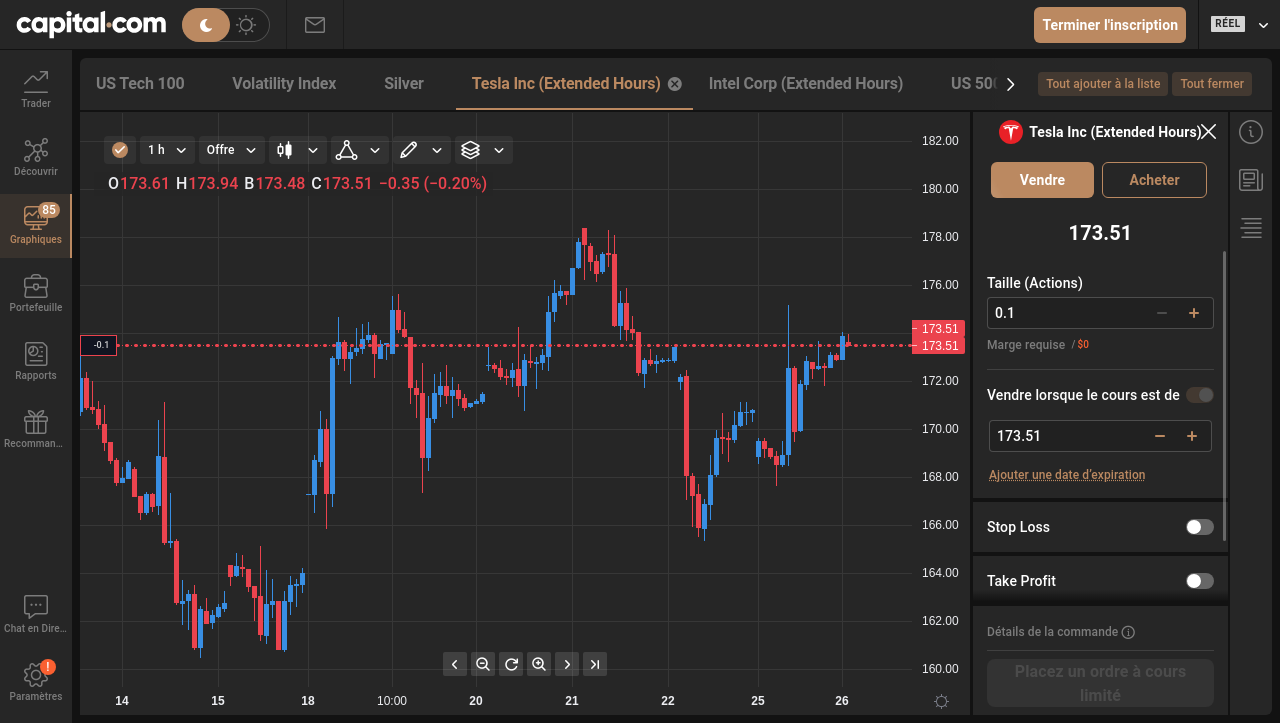 capital.com
Terminer l'inscription
RÉEL
Trader
Découvrir
85
Graphiques
Portefeuille
Rapports
Recomman...
Chat en Dire...
!
Paramètres
US Tech 100
Volatility Index
Silver
Tesla Inc (Extended Hours)
Intel Corp (Extended Hours)
US 500
Tout ajouter à la liste
Tout fermer
1 h
Offre
O173.61 H173.94 B173.48 C173.51 −0.35 (−0.20%)
-0.1
182.00
180.00
178.00
176.00
173.51
173.51
172.00
170.00
168.00
166.00
164.00
162.00
160.00
14
15
18
10:00
20
21
22
25
26
Tesla Inc (Extended Hours)
Vendre
Acheter
173.51
Taille (Actions)
0.1
Marge requise / $0
Vendre lorsque le cours est de
173.51
Ajouter une date d'expiration
Stop Loss
Take Profit
Détails de la commande
Placez un ordre à cours
limité